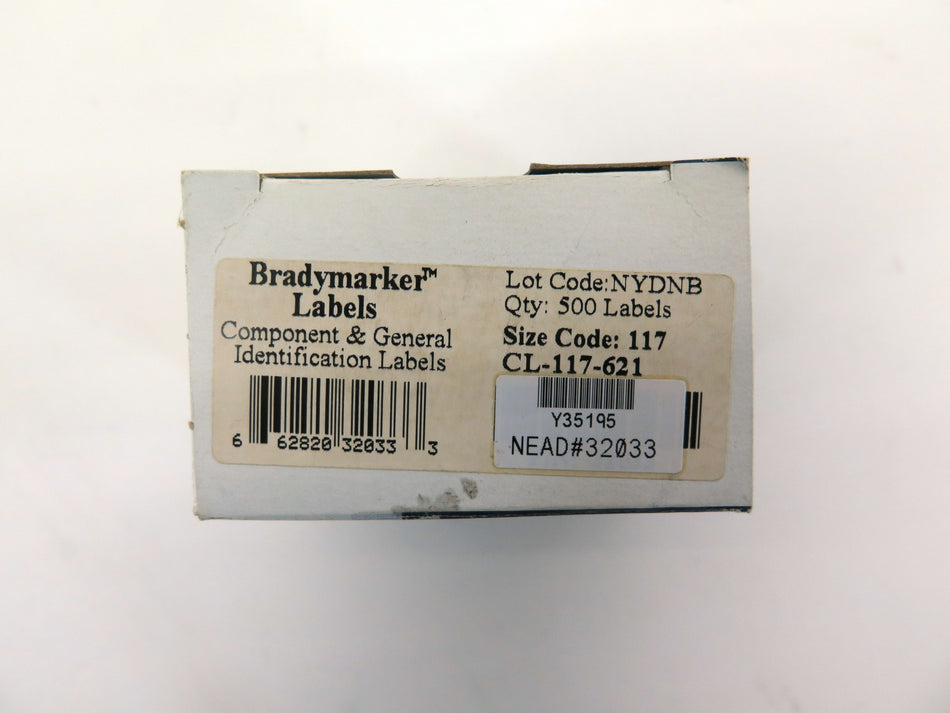 Bradymarker™
Labels
Component & General
Identification Labels
6 62820 32033 3
Lot Code: NYDNB
Qty: 500 Labels
Size Code: 117
CL-117-621
Y35195
NEAD#32033